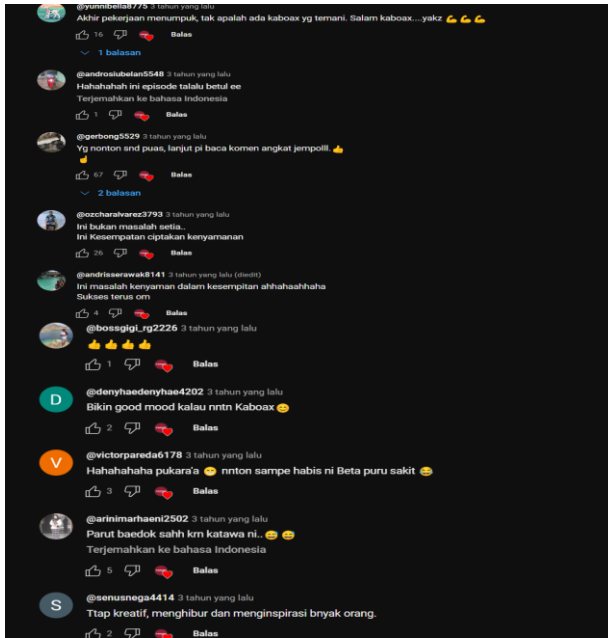 @yunnibella8775 3 tahun yang lalu
Akhir pekerjaan menumpuk, tak apalah ada kaboax yg temani. Salam kaboax....yakz 💪💪💪
16 Balas
1 balasan
@androsiubelan5548 3 tahun yang lalu
Hahahahah ini episode talalu betul ee
Terjemahkan ke bahasa Indonesia
1 Balas
@gerbong5529 3 tahun yang lalu
Yg nonton snd puas, lanjut pi baca komen angkat jempolll. 👍
☝
67 Balas
2 balasan
@ozcharalvarez3793 3 tahun yang lalu
Ini bukan masalah setia..
Ini Kesempatan ciptakan kenyamanan
26 Balas
@andrisserawak8141 3 tahun yang lalu (diedit)
Ini masalah kenyaman dalam kesempitan ahhahaahhaha
Sukses terus om
4 Balas
@bossgigi_rg2226 3 tahun yang lalu
👍👍👍👍
1 Balas
D
@denyhaedenyhae4202 3 tahun yang lalu
Bikin good mood kalau nntn Kaboax😊
2 Balas
V
@victorpareda6178 3 tahun yang lalu
Hahahahaha pukara'a 😁 nnton sampe habis ni Beta puru sakit 😂
3 Balas
@arinimarhaeni2502 3 tahun yang lalu
Parut baedok sahh krn katawa ni..😅😅
Terjemahkan ke bahasa Indonesia
5 Balas
S
@senusnega4414 3 tahun yang lalu
Ttap kreatif, menghibur dan menginspirasi bnyak orang.
2 Balas